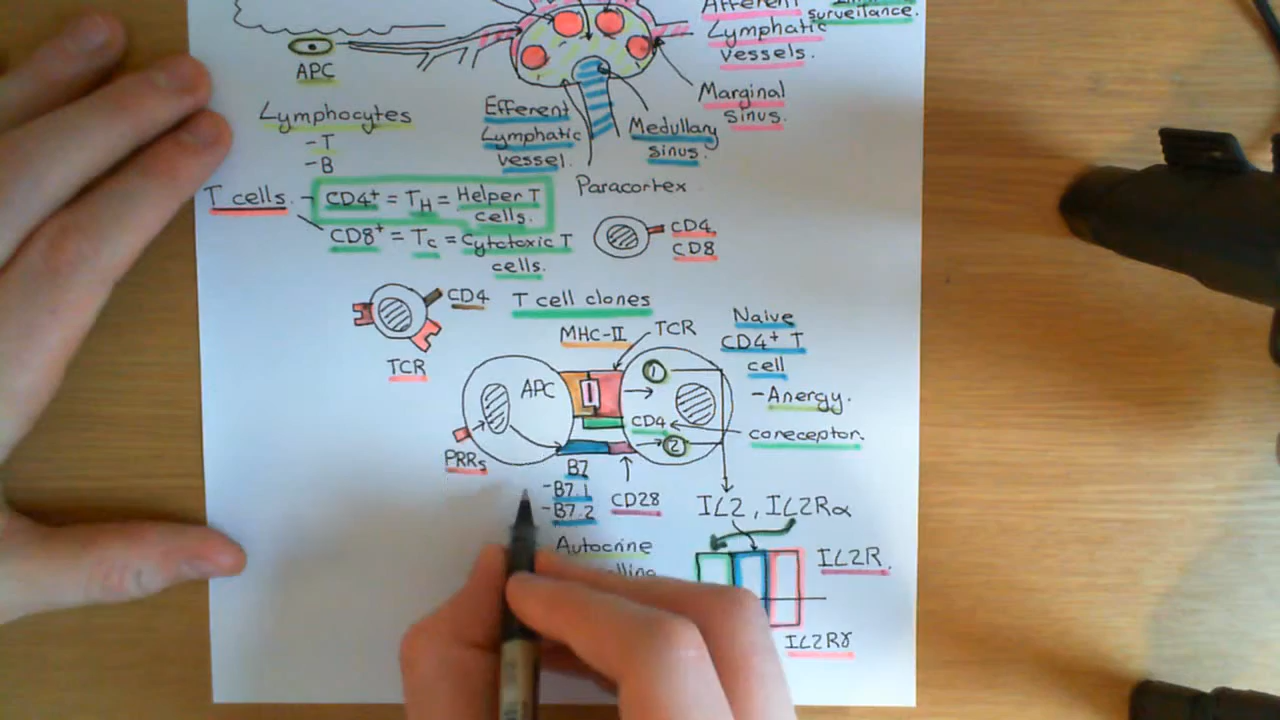 Afferent
Lymphatic
vessels.
surveilance.
APC
Marginal
sinus.
Lymphocytes
-T
-B
Efferent
Lymphatic
vessel.
Medullary
sinus.
Paracortex
T cells. - CD4+ = TH = Helper T
cells.
CD8+ = Tc = Cytotoxic T
cells.
CD4,
CD8
CD4
TCR
T cell clones
MHC-II
TCR
Naive
CD4+ T
cell
-Anergy.
coreceptor.
APC
1
CD4
2
PRRs
B7
-B7.1
-B7.2
CD28
IL2, IL2Rα
Autocrine
IL2R.
IL2Rγ